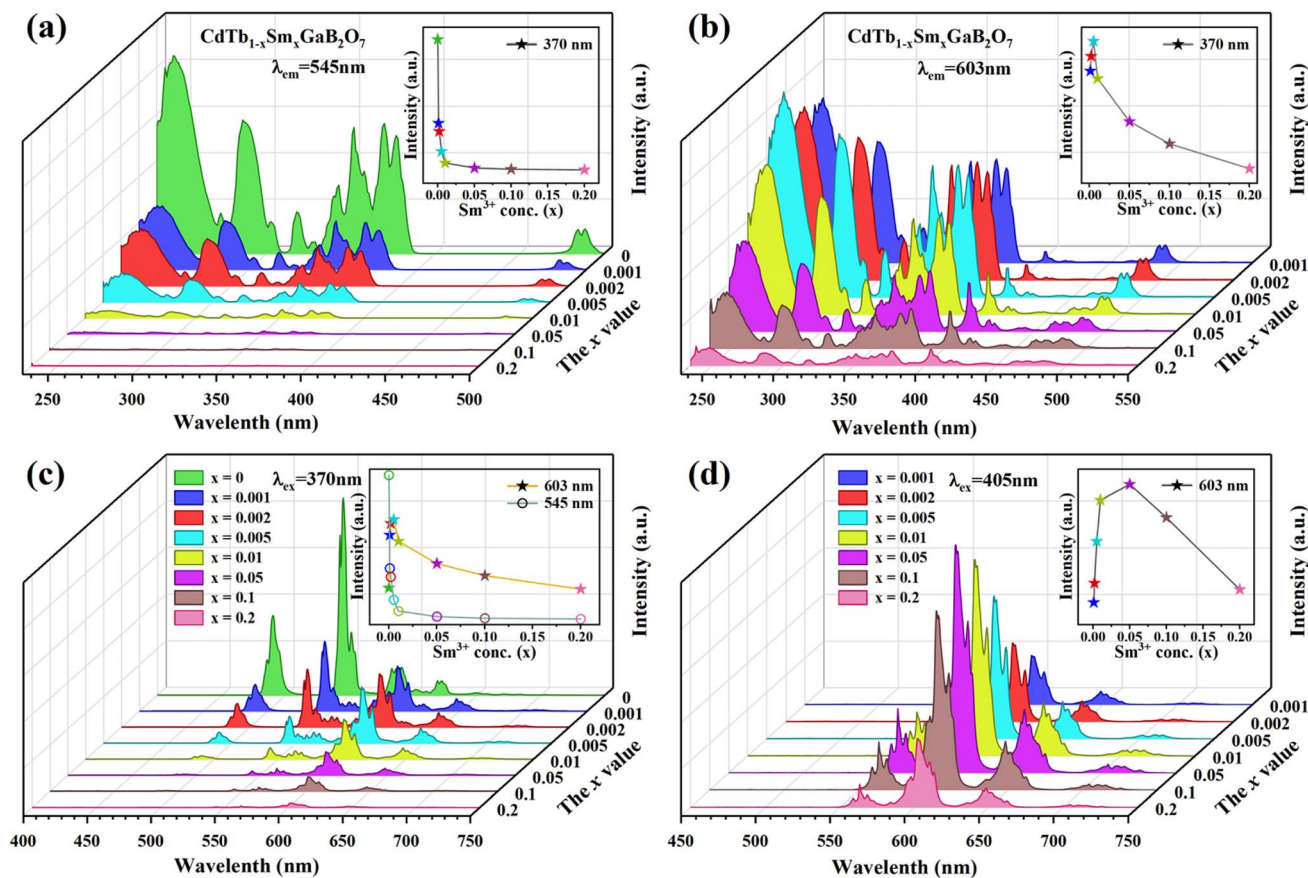 (a)
CdTb₁₋ₓSmₓGaB₂O₇
λem=545nm
370 nm
Intensity (a.u.)
0.00 0.05 0.10 0.15 0.20
Sm³⁺ conc. (x)
Intensity (a.u.)
0
0.001
0.002
0.005
0.01
0.05
0.1
0.2
The x value
250 300 350 400 450 500
Wavelenth (nm)
(b)
CdTb₁₋ₓSmₓGaB₂O₇
λem=603nm
370 nm
Intensity (a.u.)
0.00 0.05 0.10 0.15 0.20
Sm³⁺ conc. (x)
Intensity (a.u.)
0.001
0.002
0.005
0.01
0.05
0.1
0.2
The x value
250 300 350 400 450 500 550
Wavelenth (nm)
(c)
x = 0
x = 0.001
x = 0.002
x = 0.005
x = 0.01
x = 0.05
x = 0.1
x = 0.2
λex=370nm
603 nm
545 nm
Intensity (a.u.)
0.00 0.05 0.10 0.15 0.20
Sm³⁺ conc. (x)
Intensity (a.u.)
0
0.001
0.002
0.005
0.01
0.05
0.1
0.2
The x value
400 450 500 550 600 650 700 750
Wavelenth (nm)
(d)
x = 0.001
x = 0.002
x = 0.005
x = 0.01
x = 0.05
x = 0.1
x = 0.2
λex=405nm
603 nm
Intensity (a.u.)
0.00 0.05 0.10 0.15 0.20
Sm³⁺ conc. (x)
Intensity (a.u.)
0.001
0.002
0.005
0.01
0.05
0.1
0.2
The x value
450 500 550 600 650 700 750
Wavelenth (nm)